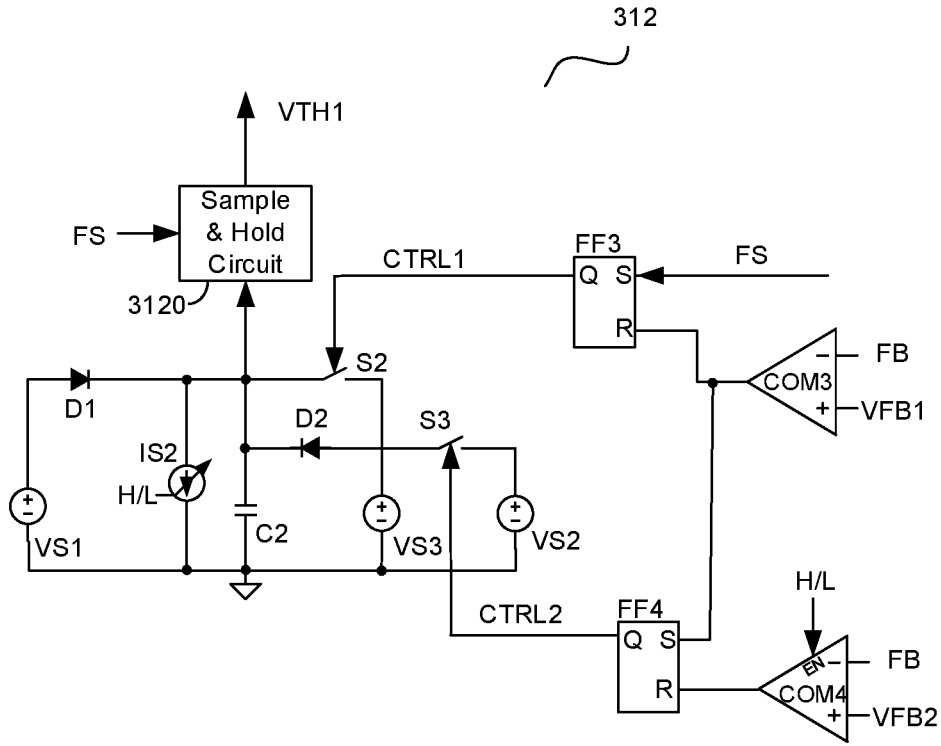 312
VTH1
Sample
& Hold
Circuit
FS
3120
CTRL1
FF3
Q
S
R
FS
COM3
−
FB
+
VFB1
D1
S2
D2
S3
IS2
H/L
C2
+
−
VS1
+
−
VS3
+
−
VS2
CTRL2
FF4
Q
S
R
H/L
EN
COM4
−
FB
+
VFB2